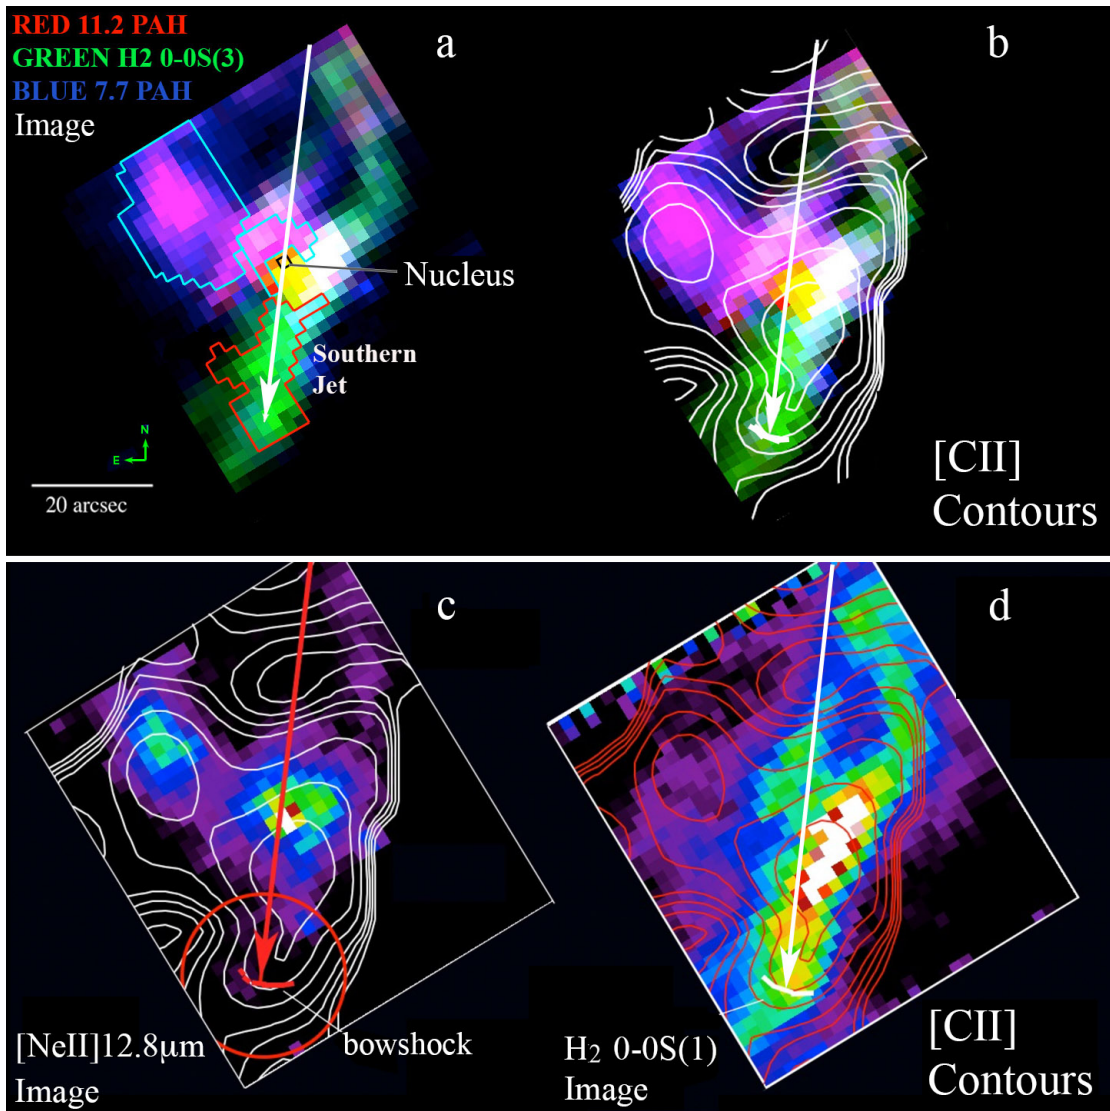 RED 11.2 PAH
GREEN H2 0-0S(3)
BLUE 7.7 PAH
Image
a
Nucleus
Southern
Jet
N
E
20 arcsec
b
[CII]
Contours
c
[NeII]12.8μm
Image
bowshock
d
H₂ 0-0S(1)
Image
[CII]
Contours